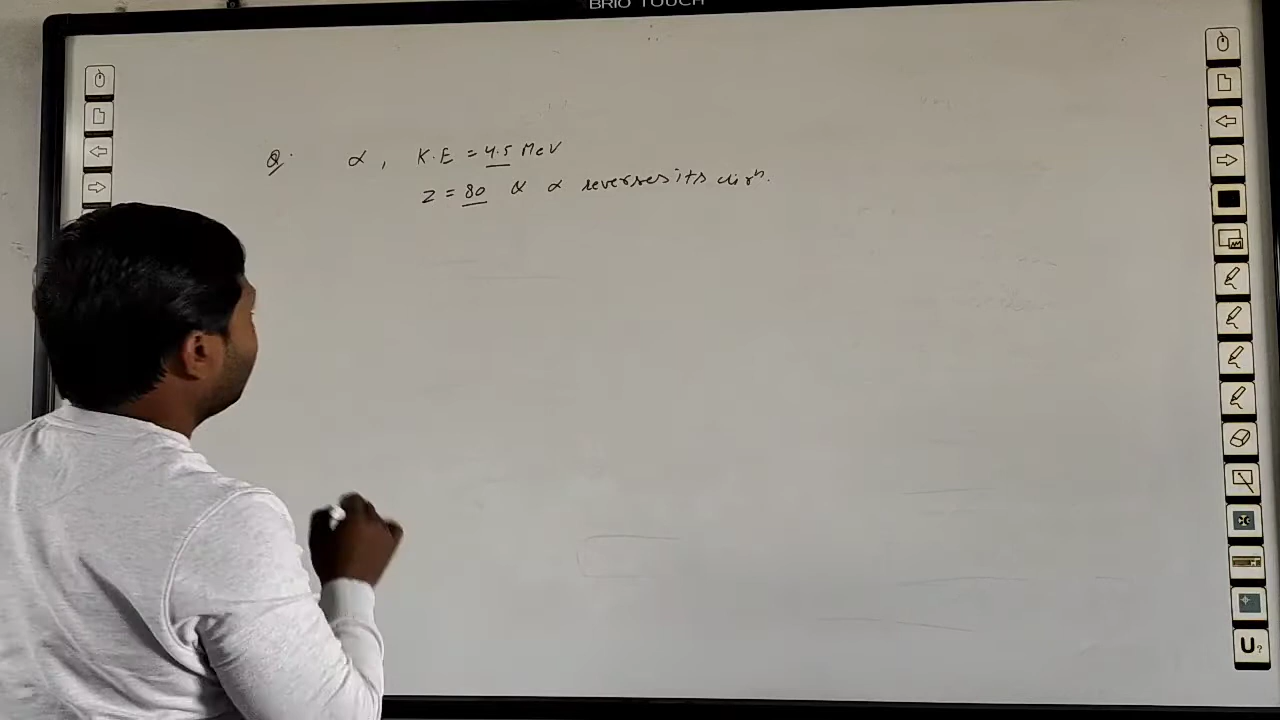 BRIO TOUCH
Q. α, K.E = 4.5 MeV
Z = 80 & α reverses its dirⁿ.
U?